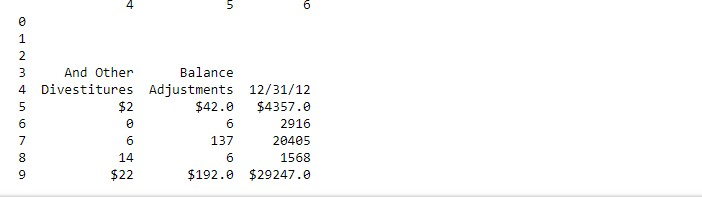 4 5 6
0
1
2
3 And Other Balance
4 Divestitures Adjustments 12/31/12
5 $2 $42.0 $4357.0
6 0 6 2916
7 6 137 20405
8 14 6 1568
9 $22 $192.0 $29247.0